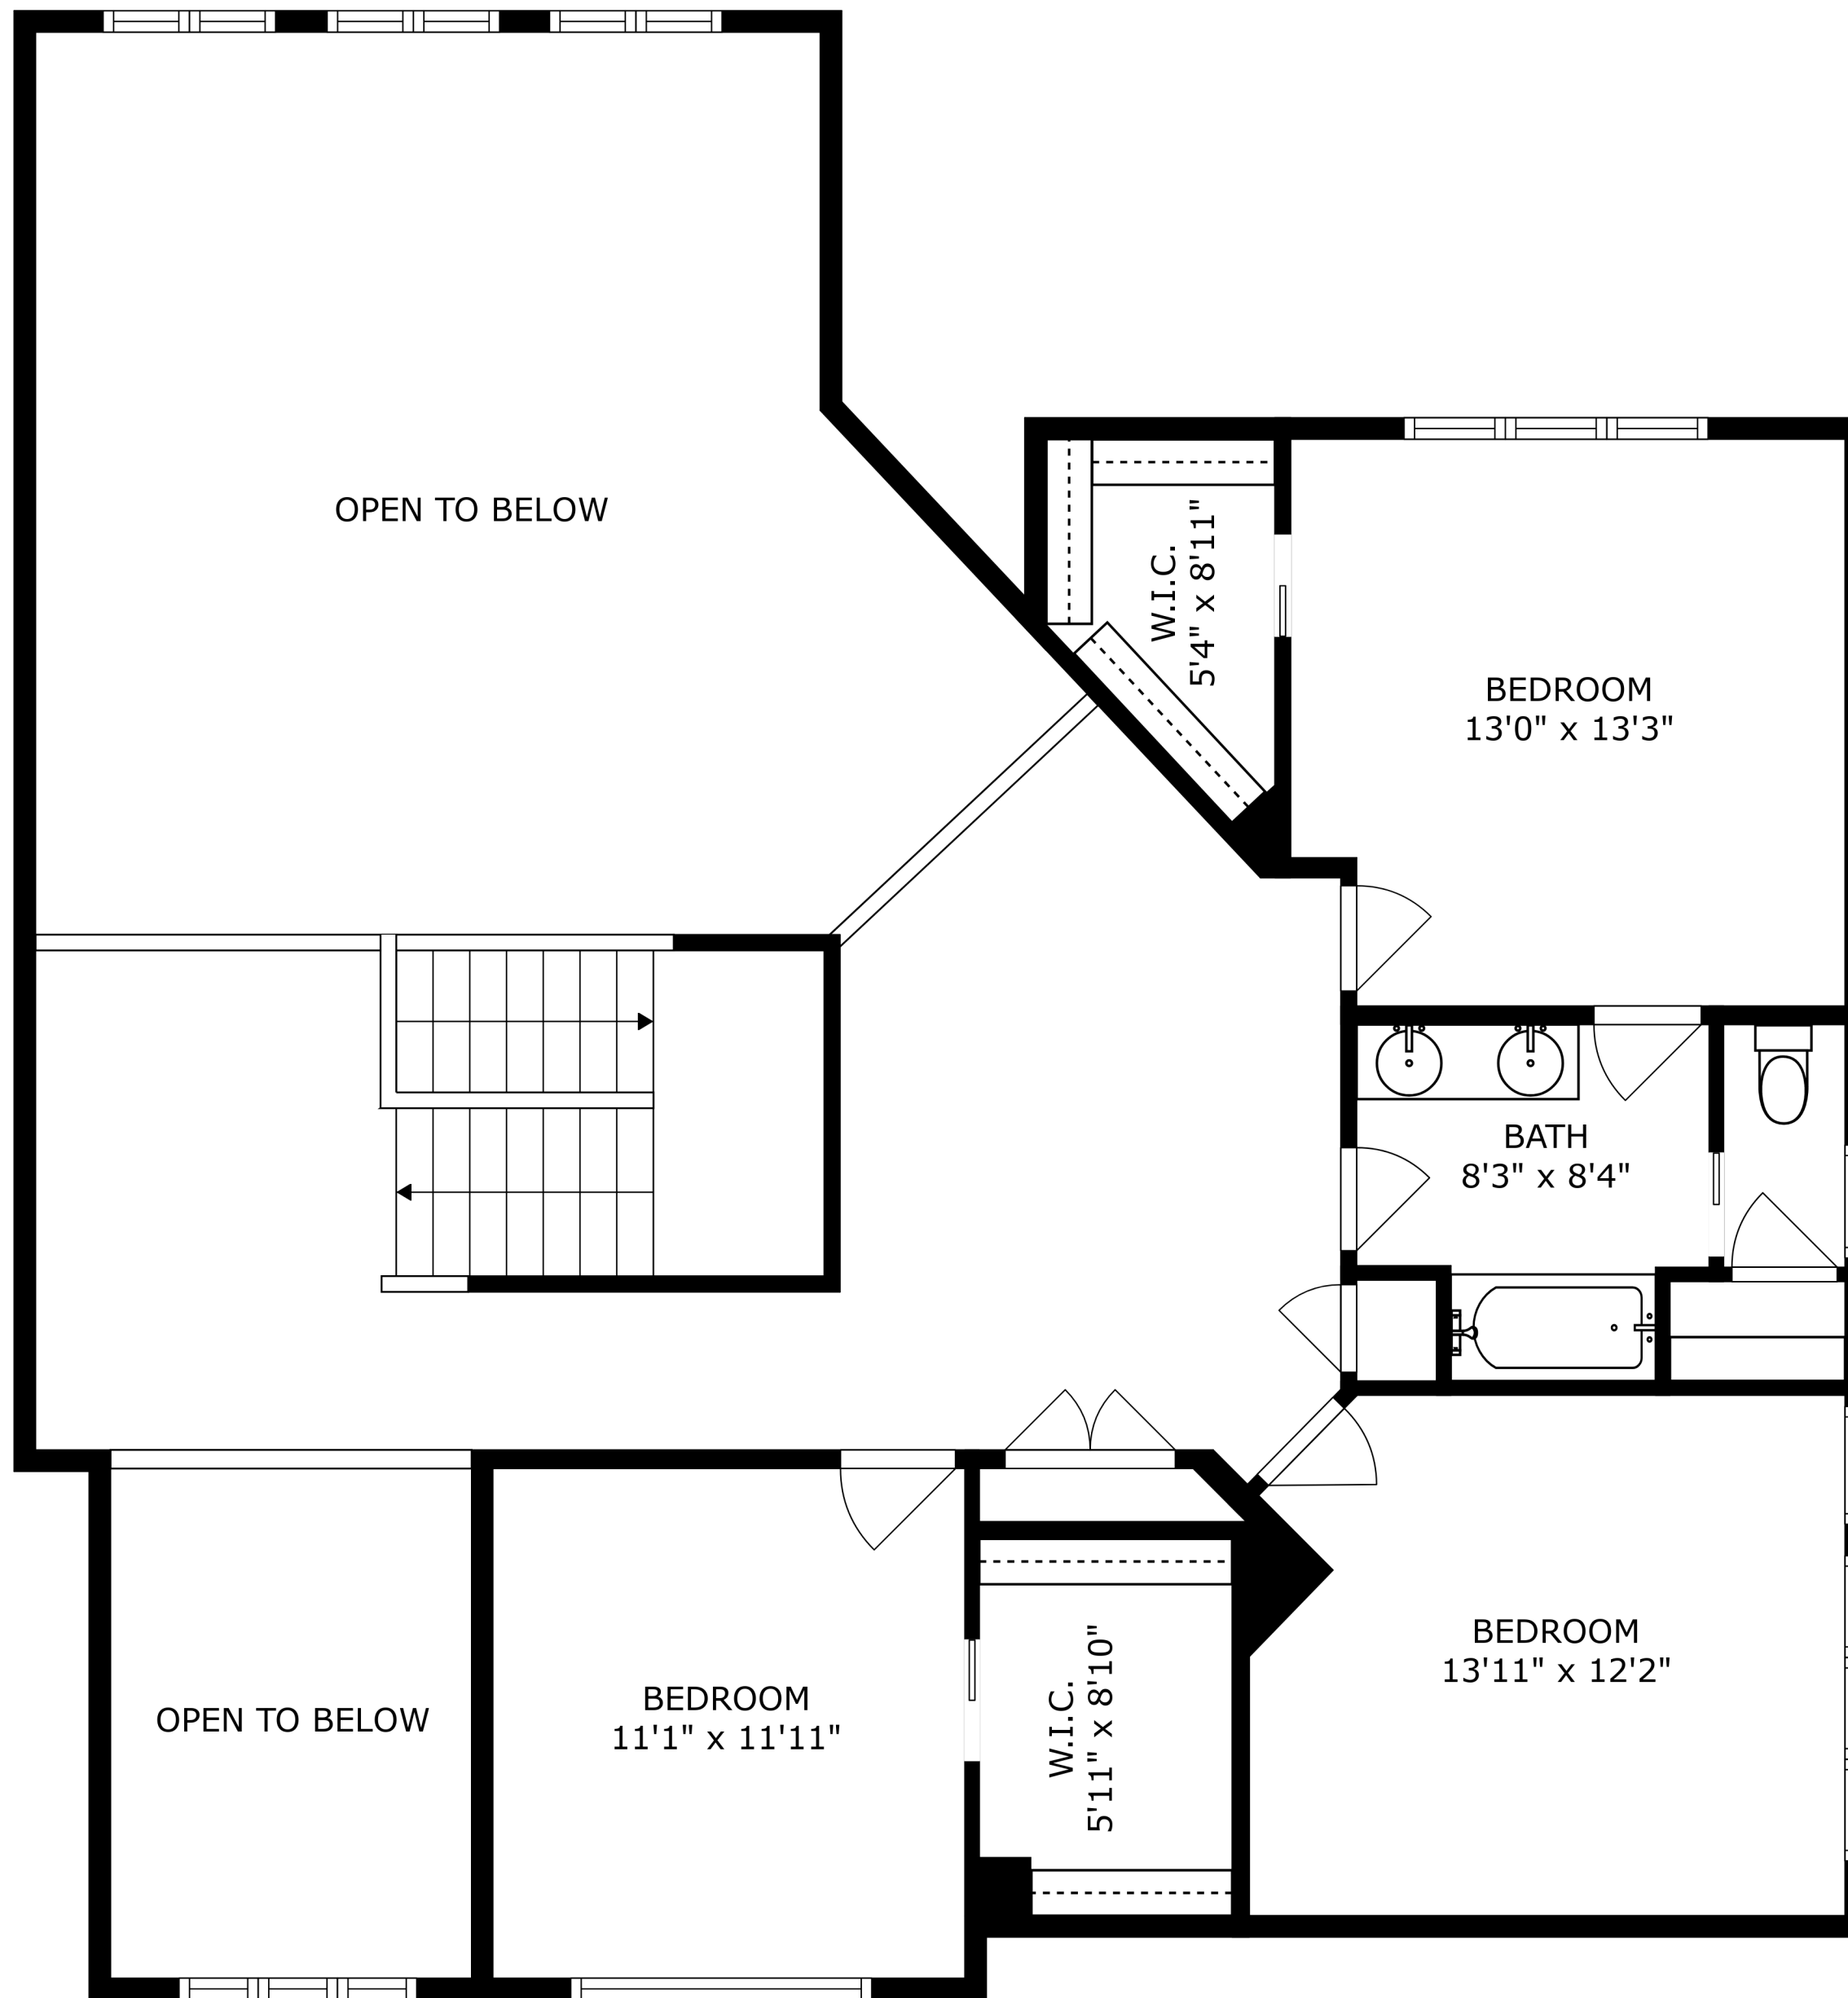 OPEN TO BELOW
W.I.C.
5'4" x 8'11"
BEDROOM
13'0" x 13'3"
BATH
8'3" x 8'4"
BEDROOM
13'11" x 12'2"
BEDROOM
11'1" x 11'11"
W.I.C.
5'11" x 8'10"
OPEN TO BELOW